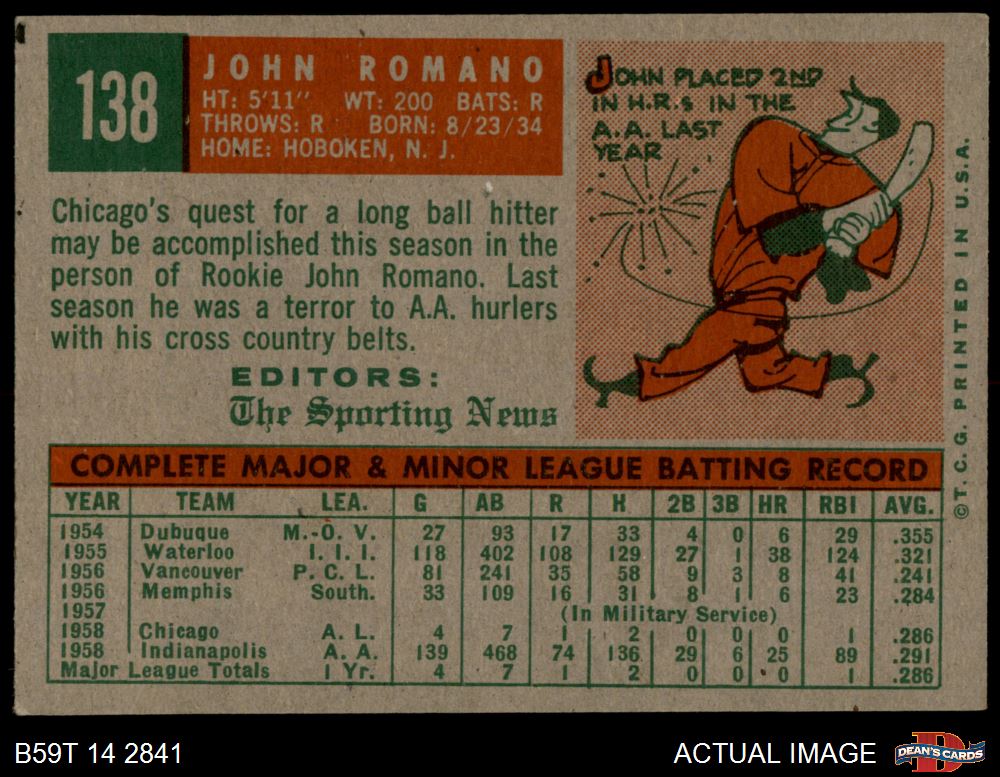 138
JOHN ROMANO
HT: 5'11" WT: 200 BATS: R
THROWS: R BORN: 8/23/34
HOME: HOBOKEN, N. J.
JOHN PLACED 2ND
IN H.R.s IN THE
A.A. LAST
YEAR
Chicago's quest for a long ball hitter
may be accomplished this season in the
person of Rookie John Romano. Last
season he was a terror to A.A. hurlers
with his cross country belts.
EDITORS:
The Sporting News
©T. C. G. PRINTED IN U.S.A.
COMPLETE MAJOR & MINOR LEAGUE BATTING RECORD
YEAR TEAM LEA. G AB R H 2B 3B HR RBI AVG.
1954 Dubuque M.-O. V. 27 93 17 33 4 0 6 29 .355
1955 Waterloo I. I. I. 118 402 108 129 27 1 38 124 .321
1956 Vancouver P. C. L. 81 241 35 58 9 3 8 41 .241
1956 Memphis South. 33 109 16 31 8 1 6 23 .284
1957 (In Military Service)
1958 Chicago A. L. 4 7 1 2 0 0 0 1 .286
1958 Indianapolis A. A. 139 468 74 136 29 6 25 89 .291
Major League Totals 1 Yr. 4 7 1 2 0 0 0 1 .286
B59T 14 2841
ACTUAL IMAGE
D
DEAN'S CARDS